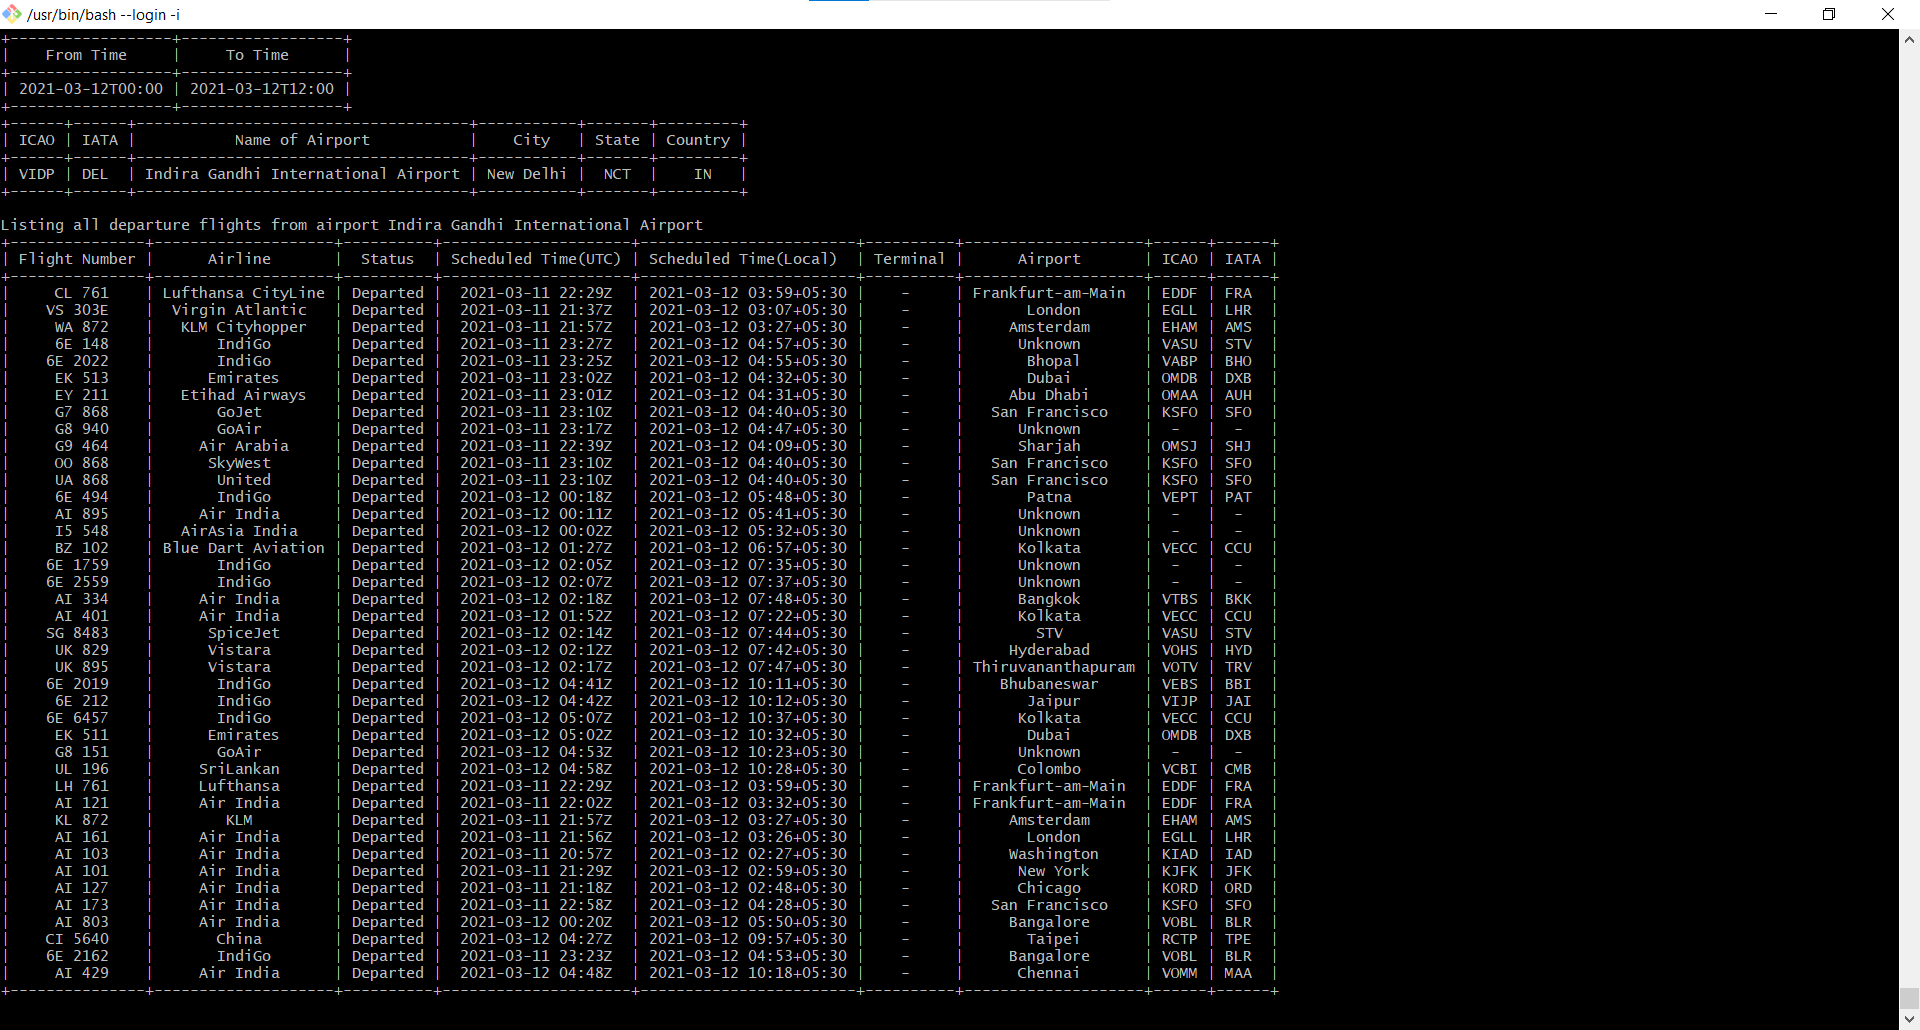 /usr/bin/bash --login -i
+------------------+------------------+
|    From Time     |     To Time      |
+------------------+------------------+
| 2021-03-12T00:00 | 2021-03-12T12:00 |
+------------------+------------------+
+------+------+-------------------------------------+-----------+-------+---------+
| ICAO | IATA |           Name of Airport           |    City   | State | Country |
+------+------+-------------------------------------+-----------+-------+---------+
| VIDP | DEL  | Indira Gandhi International Airport | New Delhi |  NCT  |    IN   |
+------+------+-------------------------------------+-----------+-------+---------+
Listing all departure flights from airport Indira Gandhi International Airport
+---------------+--------------------+----------+---------------------+------------------------+----------+--------------------+------+------+
| Flight Number |      Airline       |  Status  | Scheduled Time(UTC) | Scheduled Time(Local)  | Terminal |      Airport       | ICAO | IATA |
+---------------+--------------------+----------+---------------------+------------------------+----------+--------------------+------+------+
| CL 761 | Lufthansa CityLine | Departed | 2021-03-11 22:29Z | 2021-03-12 03:59+05:30 | - | Frankfurt-am-Main | EDDF | FRA |
| VS 303E | Virgin Atlantic | Departed | 2021-03-11 21:37Z | 2021-03-12 03:07+05:30 | - | London | EGLL | LHR |
| WA 872 | KLM Cityhopper | Departed | 2021-03-11 21:57Z | 2021-03-12 03:27+05:30 | - | Amsterdam | EHAM | AMS |
| 6E 148 | IndiGo | Departed | 2021-03-11 23:27Z | 2021-03-12 04:57+05:30 | - | Unknown | VASU | STV |
| 6E 2022 | IndiGo | Departed | 2021-03-11 23:25Z | 2021-03-12 04:55+05:30 | - | Bhopal | VABP | BHO |
| EK 513 | Emirates | Departed | 2021-03-11 23:02Z | 2021-03-12 04:32+05:30 | - | Dubai | OMDB | DXB |
| EY 211 | Etihad Airways | Departed | 2021-03-11 23:01Z | 2021-03-12 04:31+05:30 | - | Abu Dhabi | OMAA | AUH |
| G7 868 | GoJet | Departed | 2021-03-11 23:10Z | 2021-03-12 04:40+05:30 | - | San Francisco | KSFO | SFO |
| G8 940 | GoAir | Departed | 2021-03-11 23:17Z | 2021-03-12 04:47+05:30 | - | Unknown | - | - |
| G9 464 | Air Arabia | Departed | 2021-03-11 22:39Z | 2021-03-12 04:09+05:30 | - | Sharjah | OMSJ | SHJ |
| OO 868 | SkyWest | Departed | 2021-03-11 23:10Z | 2021-03-12 04:40+05:30 | - | San Francisco | KSFO | SFO |
| UA 868 | United | Departed | 2021-03-11 23:10Z | 2021-03-12 04:40+05:30 | - | San Francisco | KSFO | SFO |
| 6E 494 | IndiGo | Departed | 2021-03-12 00:18Z | 2021-03-12 05:48+05:30 | - | Patna | VEPT | PAT |
| AI 895 | Air India | Departed | 2021-03-12 00:11Z | 2021-03-12 05:41+05:30 | - | Unknown | - | - |
| I5 548 | AirAsia India | Departed | 2021-03-12 00:02Z | 2021-03-12 05:32+05:30 | - | Unknown | - | - |
| BZ 102 | Blue Dart Aviation | Departed | 2021-03-12 01:27Z | 2021-03-12 06:57+05:30 | - | Kolkata | VECC | CCU |
| 6E 1759 | IndiGo | Departed | 2021-03-12 02:05Z | 2021-03-12 07:35+05:30 | - | Unknown | - | - |
| 6E 2559 | IndiGo | Departed | 2021-03-12 02:07Z | 2021-03-12 07:37+05:30 | - | Unknown | - | - |
| AI 334 | Air India | Departed | 2021-03-12 02:18Z | 2021-03-12 07:48+05:30 | - | Bangkok | VTBS | BKK |
| AI 401 | Air India | Departed | 2021-03-12 01:52Z | 2021-03-12 07:22+05:30 | - | Kolkata | VECC | CCU |
| SG 8483 | SpiceJet | Departed | 2021-03-12 02:14Z | 2021-03-12 07:44+05:30 | - | STV | VASU | STV |
| UK 829 | Vistara | Departed | 2021-03-12 02:12Z | 2021-03-12 07:42+05:30 | - | Hyderabad | VOHS | HYD |
| UK 895 | Vistara | Departed | 2021-03-12 02:17Z | 2021-03-12 07:47+05:30 | - | Thiruvananthapuram | VOTV | TRV |
| 6E 2019 | IndiGo | Departed | 2021-03-12 04:41Z | 2021-03-12 10:11+05:30 | - | Bhubaneswar | VEBS | BBI |
| 6E 212 | IndiGo | Departed | 2021-03-12 04:42Z | 2021-03-12 10:12+05:30 | - | Jaipur | VIJP | JAI |
| 6E 6457 | IndiGo | Departed | 2021-03-12 05:07Z | 2021-03-12 10:37+05:30 | - | Kolkata | VECC | CCU |
| EK 511 | Emirates | Departed | 2021-03-12 05:02Z | 2021-03-12 10:32+05:30 | - | Dubai | OMDB | DXB |
| G8 151 | GoAir | Departed | 2021-03-12 04:53Z | 2021-03-12 10:23+05:30 | - | Unknown | - | - |
| UL 196 | SriLankan | Departed | 2021-03-12 04:58Z | 2021-03-12 10:28+05:30 | - | Colombo | VCBI | CMB |
| LH 761 | Lufthansa | Departed | 2021-03-11 22:29Z | 2021-03-12 03:59+05:30 | - | Frankfurt-am-Main | EDDF | FRA |
| AI 121 | Air India | Departed | 2021-03-11 22:02Z | 2021-03-12 03:32+05:30 | - | Frankfurt-am-Main | EDDF | FRA |
| KL 872 | KLM | Departed | 2021-03-11 21:57Z | 2021-03-12 03:27+05:30 | - | Amsterdam | EHAM | AMS |
| AI 161 | Air India | Departed | 2021-03-11 21:56Z | 2021-03-12 03:26+05:30 | - | London | EGLL | LHR |
| AI 103 | Air India | Departed | 2021-03-11 20:57Z | 2021-03-12 02:27+05:30 | - | Washington | KIAD | IAD |
| AI 101 | Air India | Departed | 2021-03-11 21:29Z | 2021-03-12 02:59+05:30 | - | New York | KJFK | JFK |
| AI 127 | Air India | Departed | 2021-03-11 21:18Z | 2021-03-12 02:48+05:30 | - | Chicago | KORD | ORD |
| AI 173 | Air India | Departed | 2021-03-11 22:58Z | 2021-03-12 04:28+05:30 | - | San Francisco | KSFO | SFO |
| AI 803 | Air India | Departed | 2021-03-12 00:20Z | 2021-03-12 05:50+05:30 | - | Bangalore | VOBL | BLR |
| CI 5640 | China | Departed | 2021-03-12 04:27Z | 2021-03-12 09:57+05:30 | - | Taipei | RCTP | TPE |
| 6E 2162 | IndiGo | Departed | 2021-03-11 23:23Z | 2021-03-12 04:53+05:30 | - | Bangalore | VOBL | BLR |
| AI 429 | Air India | Departed | 2021-03-12 04:48Z | 2021-03-12 10:18+05:30 | - | Chennai | VOMM | MAA |
+---------------+--------------------+----------+---------------------+------------------------+----------+--------------------+------+------+